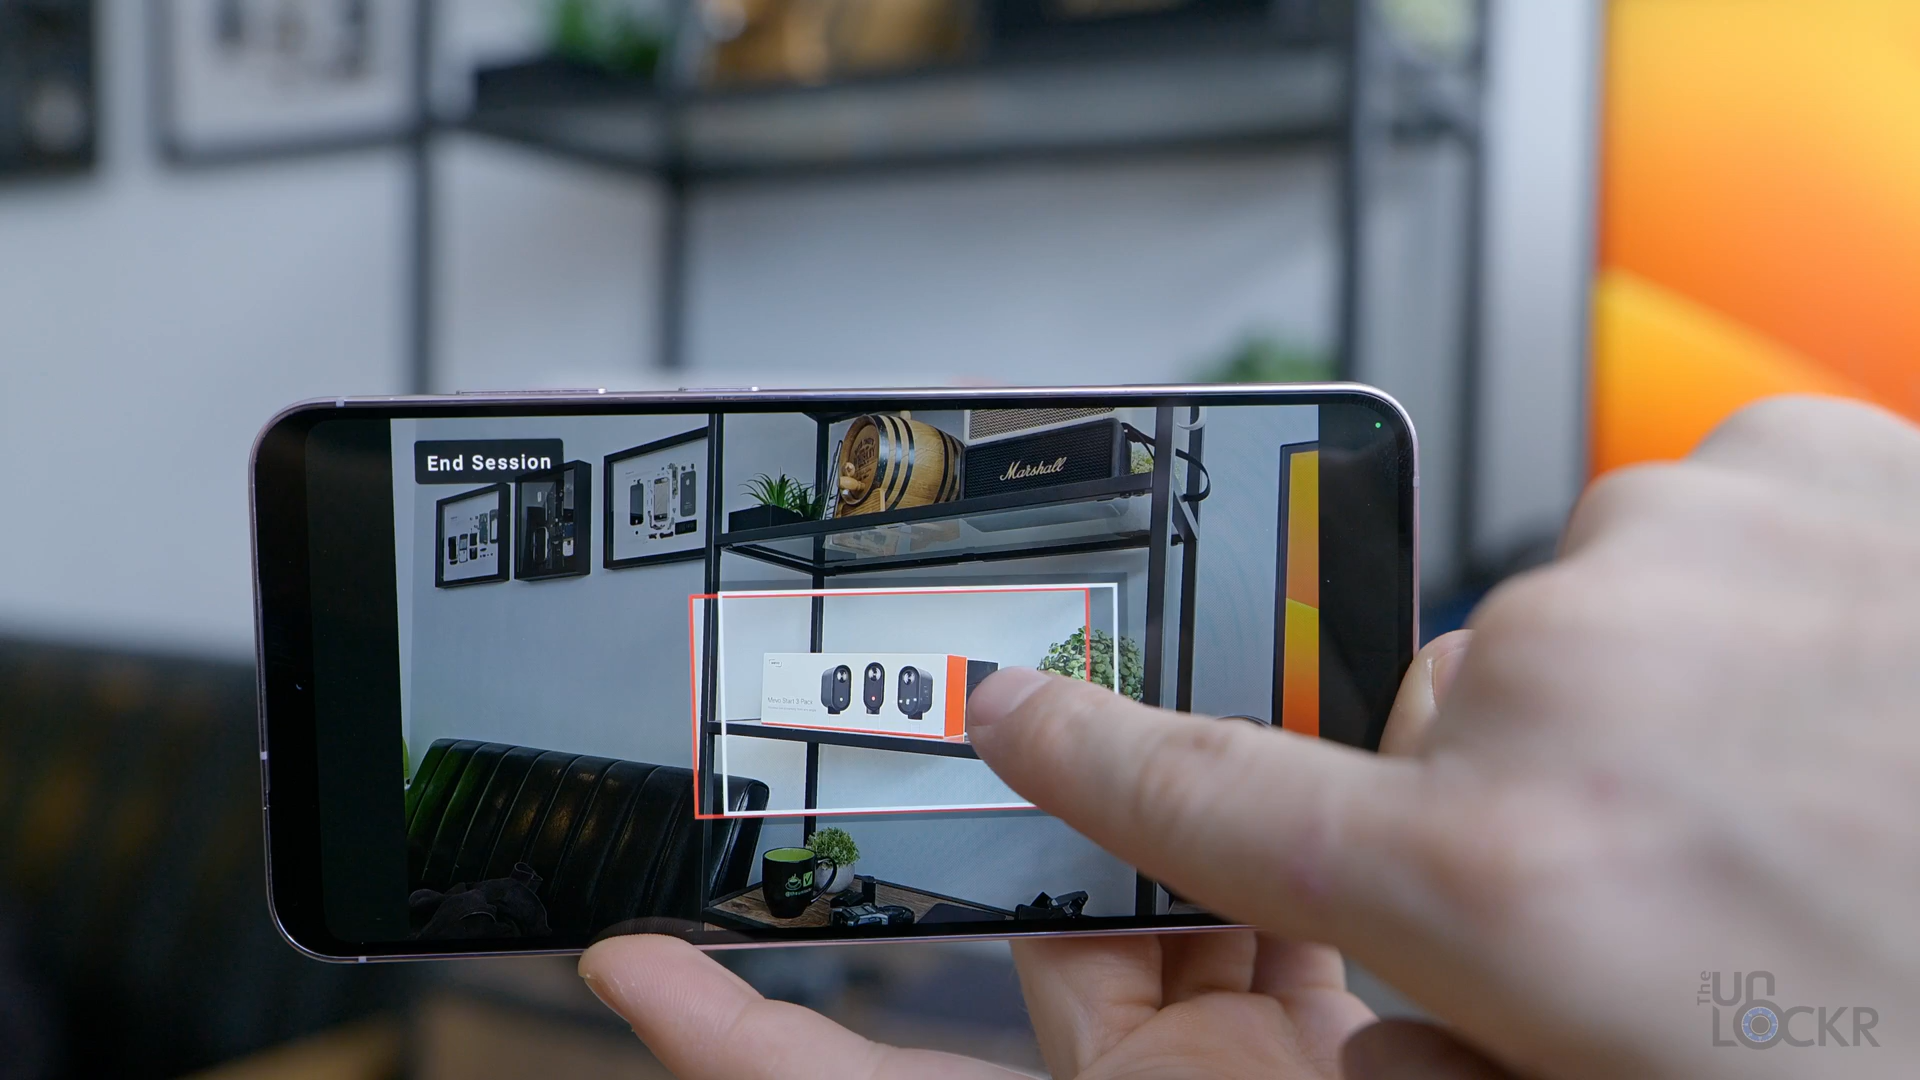 End Session
Marshall
Mevo Start 3 Pack
The
UN
LOCKR